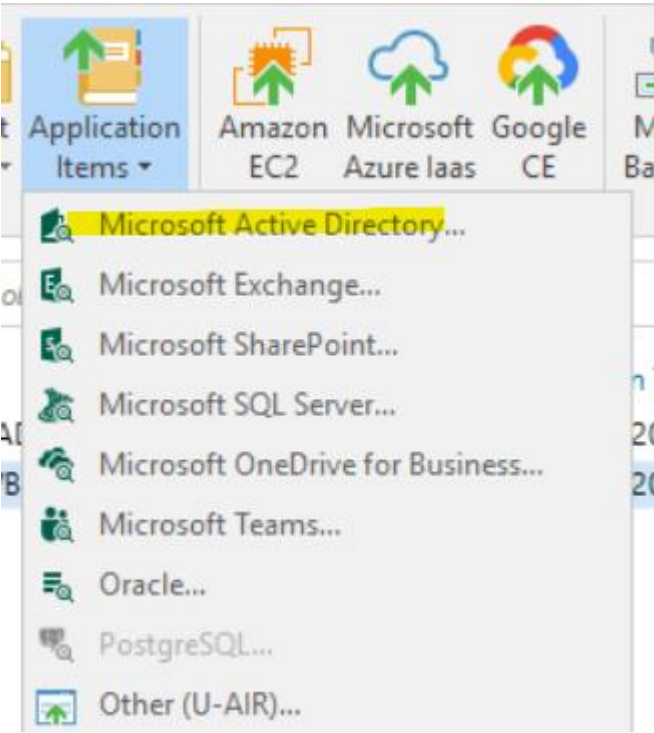 Application Amazon Microsoft Google
Items EC2 Azure Iaas CE
Microsoft Active Directory...
Microsoft Exchange...
Microsoft SharePoint...
Microsoft SQL Server...
Microsoft OneDrive for Business...
Microsoft Teams...
Oracle...
PostgreSQL...
Other (U-AIR)...